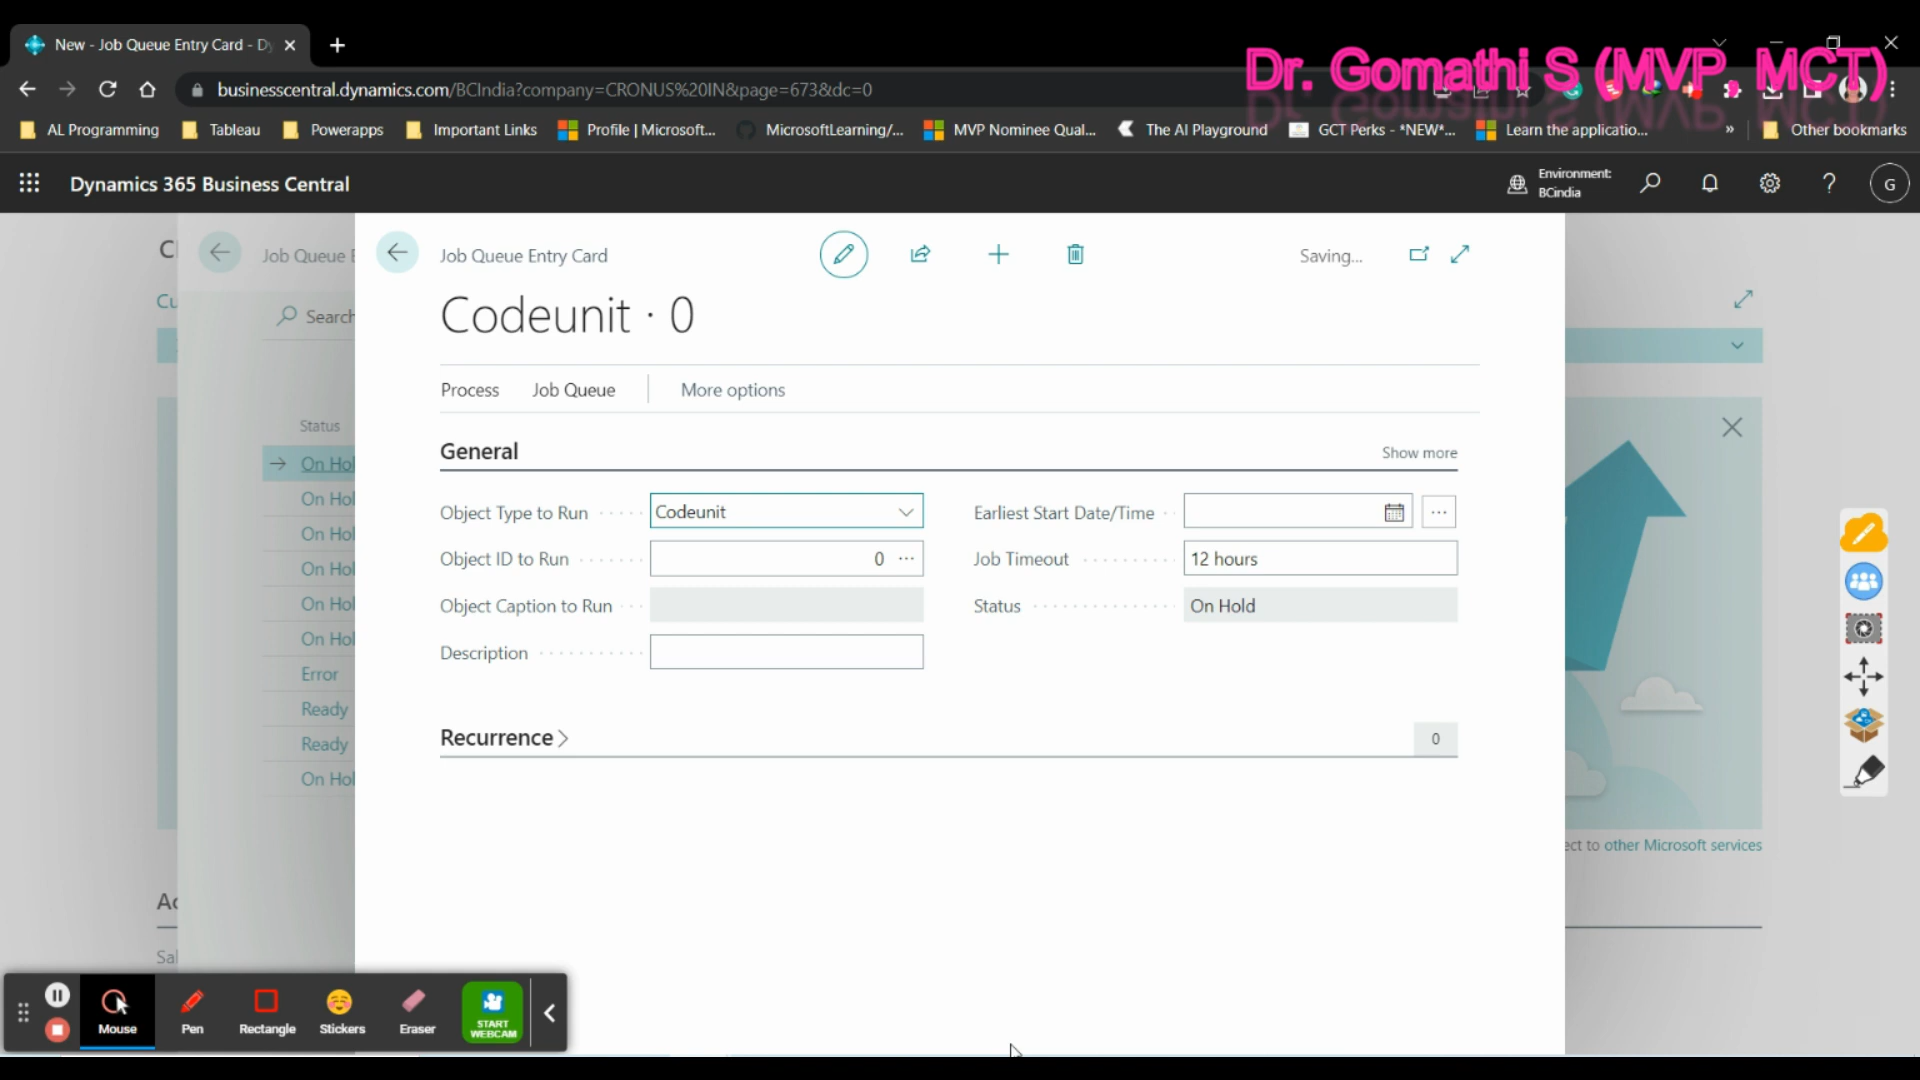 New - Job Queue Entry Card - Dy
Dr. Gomathi S (MVP, MCT)
businesscentral.dynamics.com/BCIndia?company=CRONUS%20IN&page=673&dc=0
AL Programming
Tableau
Powerapps
Important Links
Profile | Microsoft...
MicrosoftLearning/...
MVP Nominee Qual...
The AI Playground
GCT Perks - *NEW*...
Learn the applicatio...
»
Other bookmarks
Dynamics 365 Business Central
Environment:
BCindia
?
G
Job Queue E
Job Queue Entry Card
Saving...
Cu
Search
Codeunit · 0
Process
Job Queue
More options
Status
General
Show more
On Hol
On Hol
On Hol
On Hol
On Hol
On Hol
Error
Ready
Ready
On Hol
Object Type to Run
Codeunit
Earliest Start Date/Time
Object ID to Run
0
Job Timeout
12 hours
Object Caption to Run
Status
On Hold
Description
Recurrence
0
ect to other Microsoft services
Ac
Sal
Mouse
Pen
Rectangle
Stickers
Eraser
START
WEBCAM